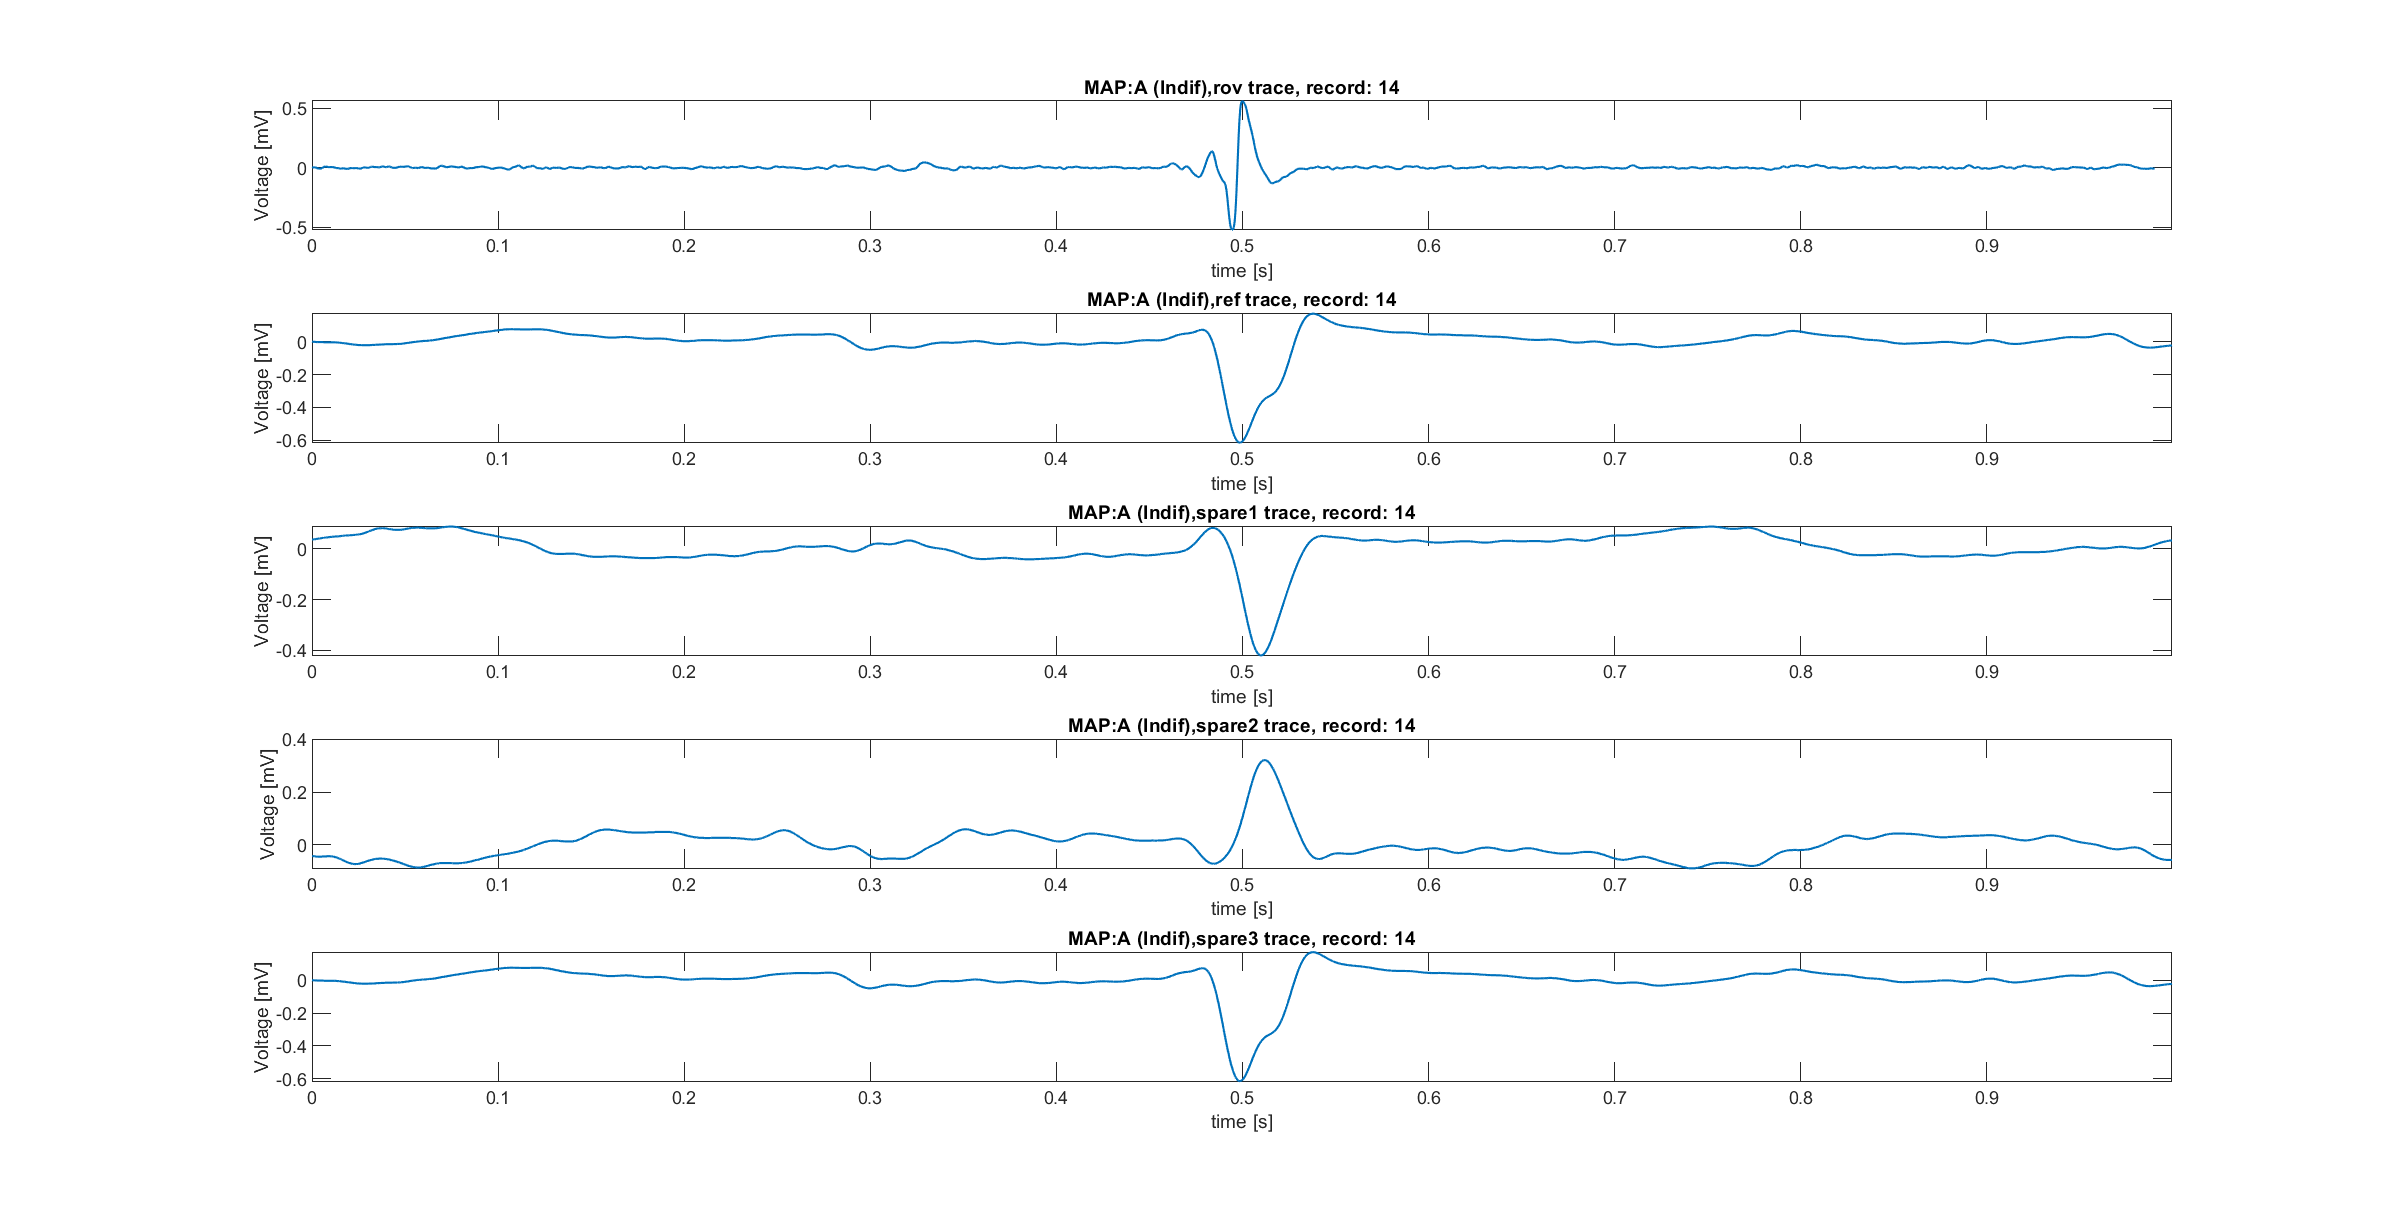 MAP:A (Indif),rov trace, record: 14
Voltage [mV]
0.5
0
-0.5
0 0.1 0.2 0.3 0.4 0.5 0.6 0.7 0.8 0.9
time [s]
MAP:A (Indif),ref trace, record: 14
Voltage [mV]
0
-0.2
-0.4
-0.6
0 0.1 0.2 0.3 0.4 0.5 0.6 0.7 0.8 0.9
time [s]
MAP:A (Indif),spare1 trace, record: 14
Voltage [mV]
0
-0.2
-0.4
0 0.1 0.2 0.3 0.4 0.5 0.6 0.7 0.8 0.9
time [s]
MAP:A (Indif),spare2 trace, record: 14
Voltage [mV]
0.4
0.2
0
0 0.1 0.2 0.3 0.4 0.5 0.6 0.7 0.8 0.9
time [s]
MAP:A (Indif),spare3 trace, record: 14
Voltage [mV]
0
-0.2
-0.4
-0.6
0 0.1 0.2 0.3 0.4 0.5 0.6 0.7 0.8 0.9
time [s]